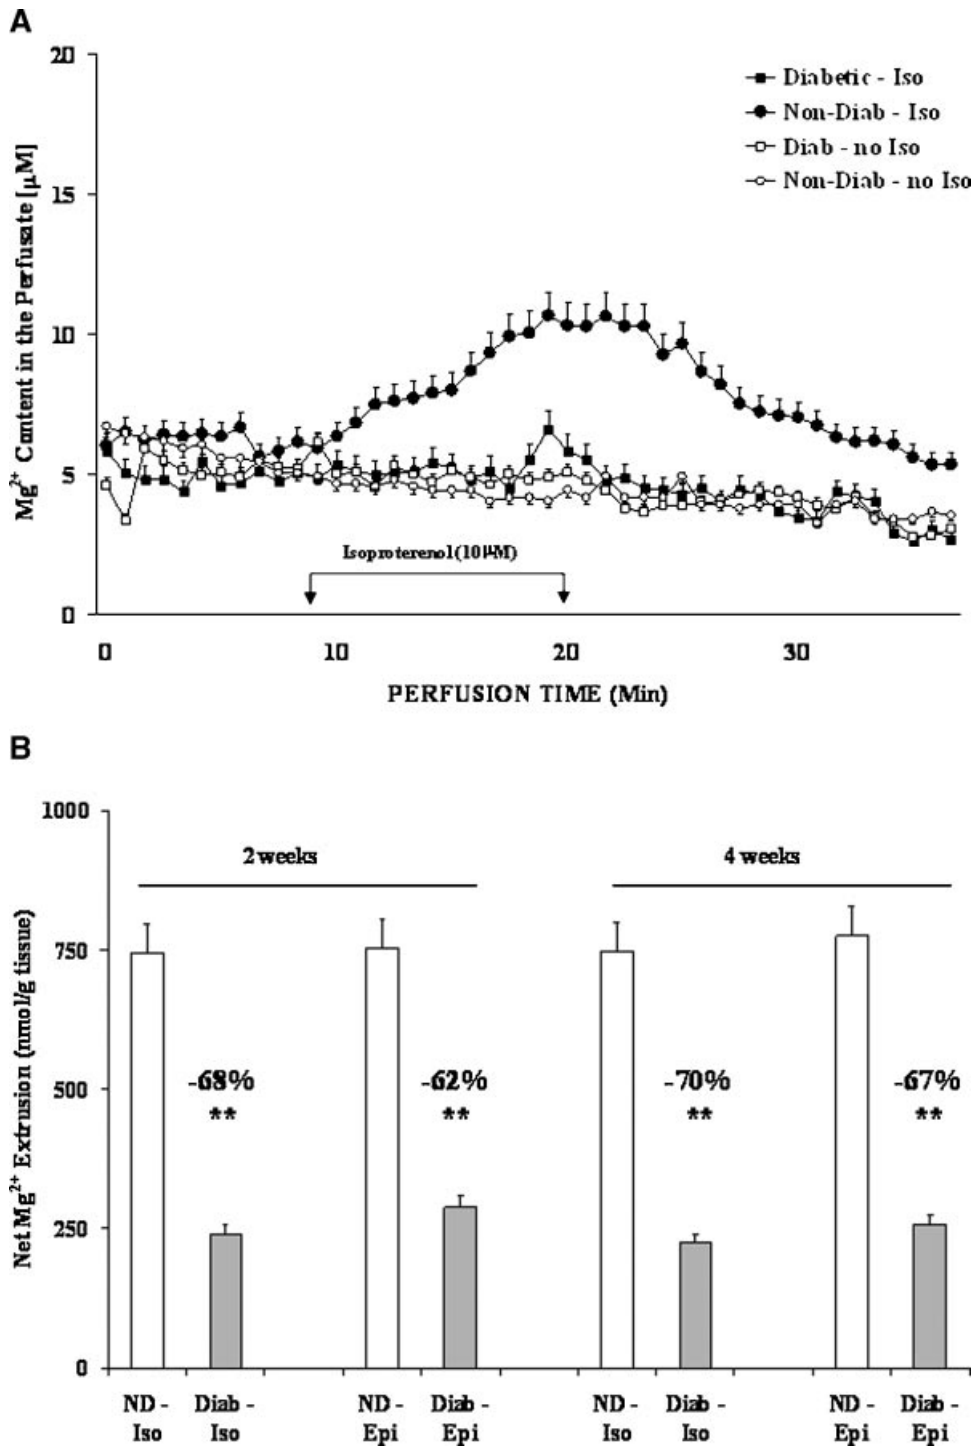 A
20
15
10
5
0
Mg2+ Content in the Perfusate [µM]
Diabetic - Iso
Non-Diab - Iso
Diab - no Iso
Non-Diab - no Iso
Isoproterenol (10 µM)
0 10 20 30
PERFUSION TIME (Min)
B
1000
750
500
250
0
Net Mg2+ Extrusion (nmol/g tissue)
2 weeks 4 weeks
-68% -62% -70% -67%
** ** ** **
ND - Diab - ND - Diab - ND - Diab - ND - Diab -
Iso Iso Epi Epi Iso Iso Epi Epi